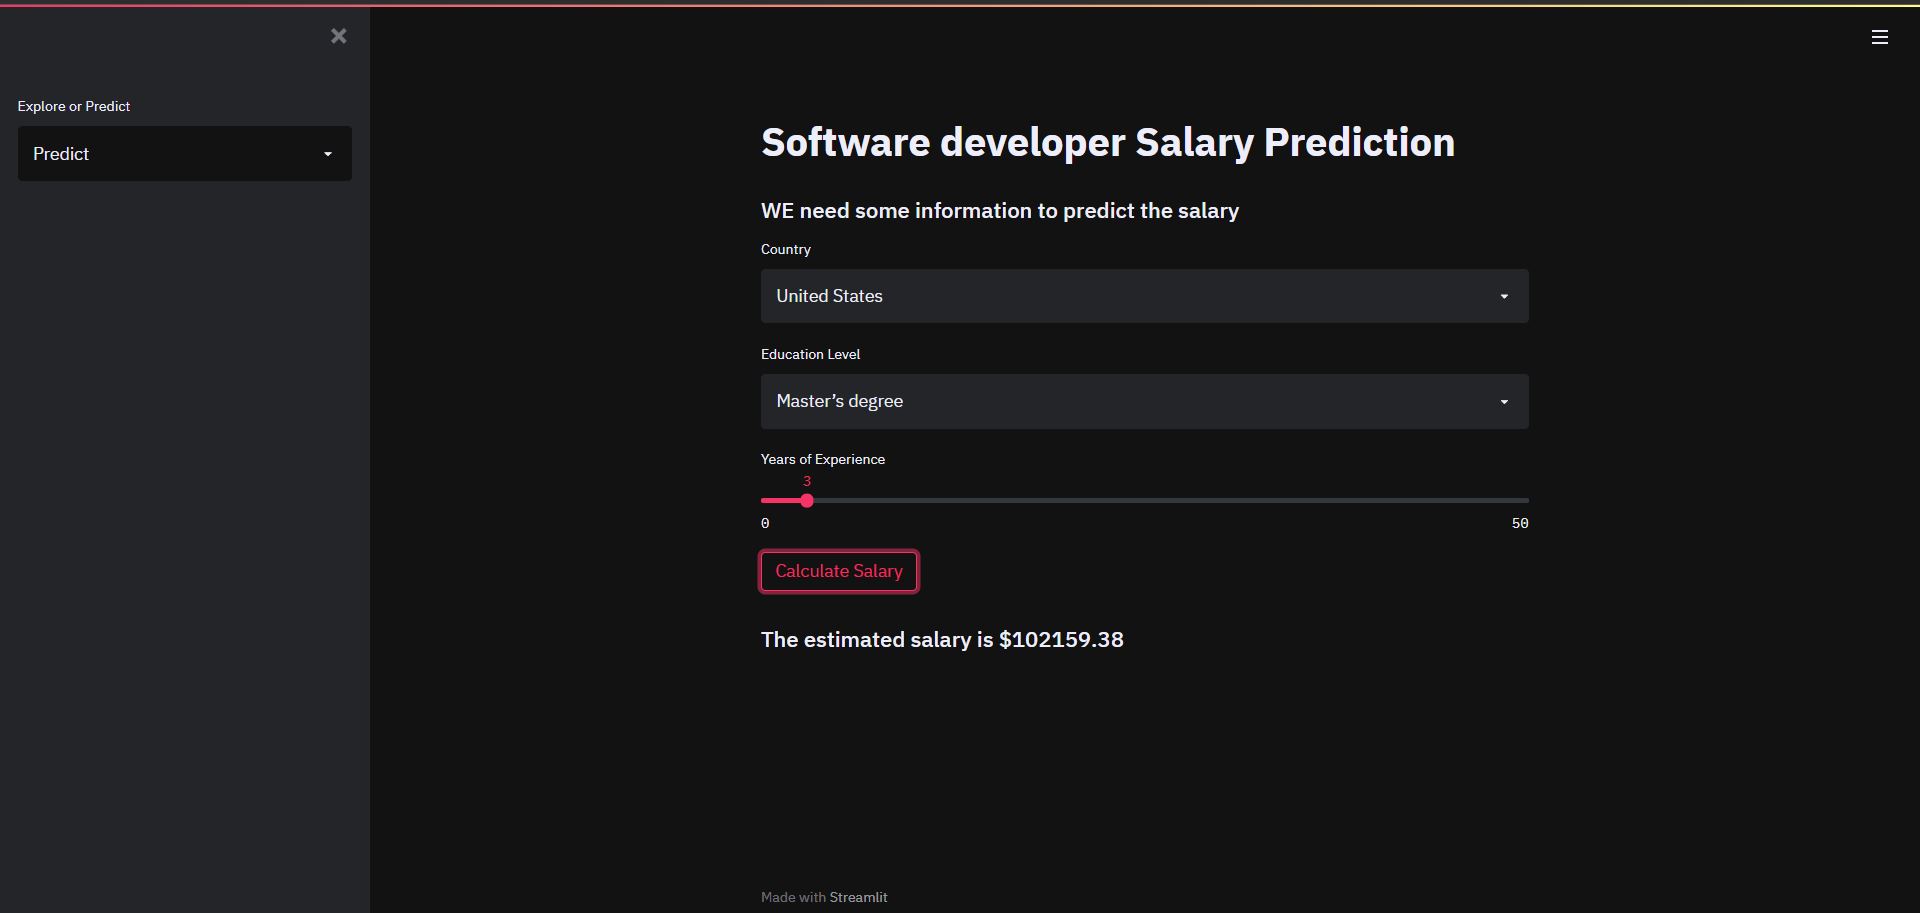 Explore or Predict
Predict
Software developer Salary Prediction
WE need some information to predict the salary
Country
United States
Education Level
Master’s degree
Years of Experience
3
0 50
Calculate Salary
The estimated salary is $102159.38
Made with Streamlit